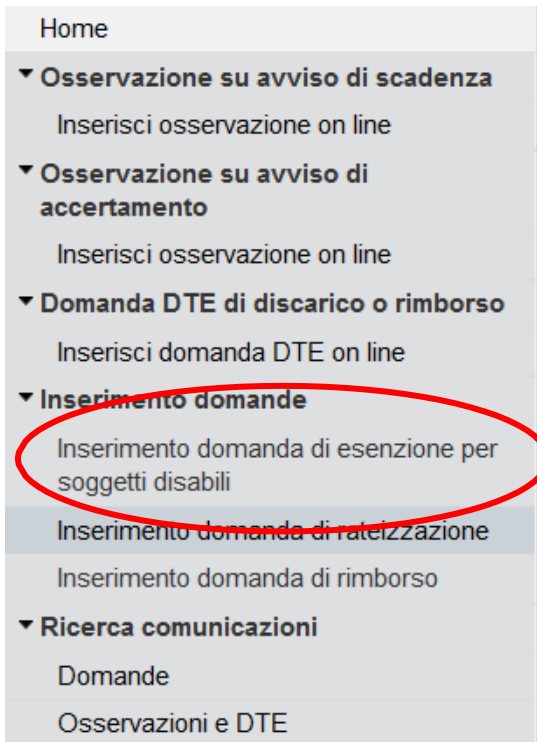 Home
Osservazione su avviso di scadenza
Inserisci osservazione on line
Osservazione su avviso di
accertamento
Inserisci osservazione on line
Domanda DTE di discarico o rimborso
Inserisci domanda DTE on line
Inserimento domande
Inserimento domanda di esenzione per
soggetti disabili
Inserimento domanda di rateizzazione
Inserimento domanda di rimborso
Ricerca comunicazioni
Domande
Osservazioni e DTE